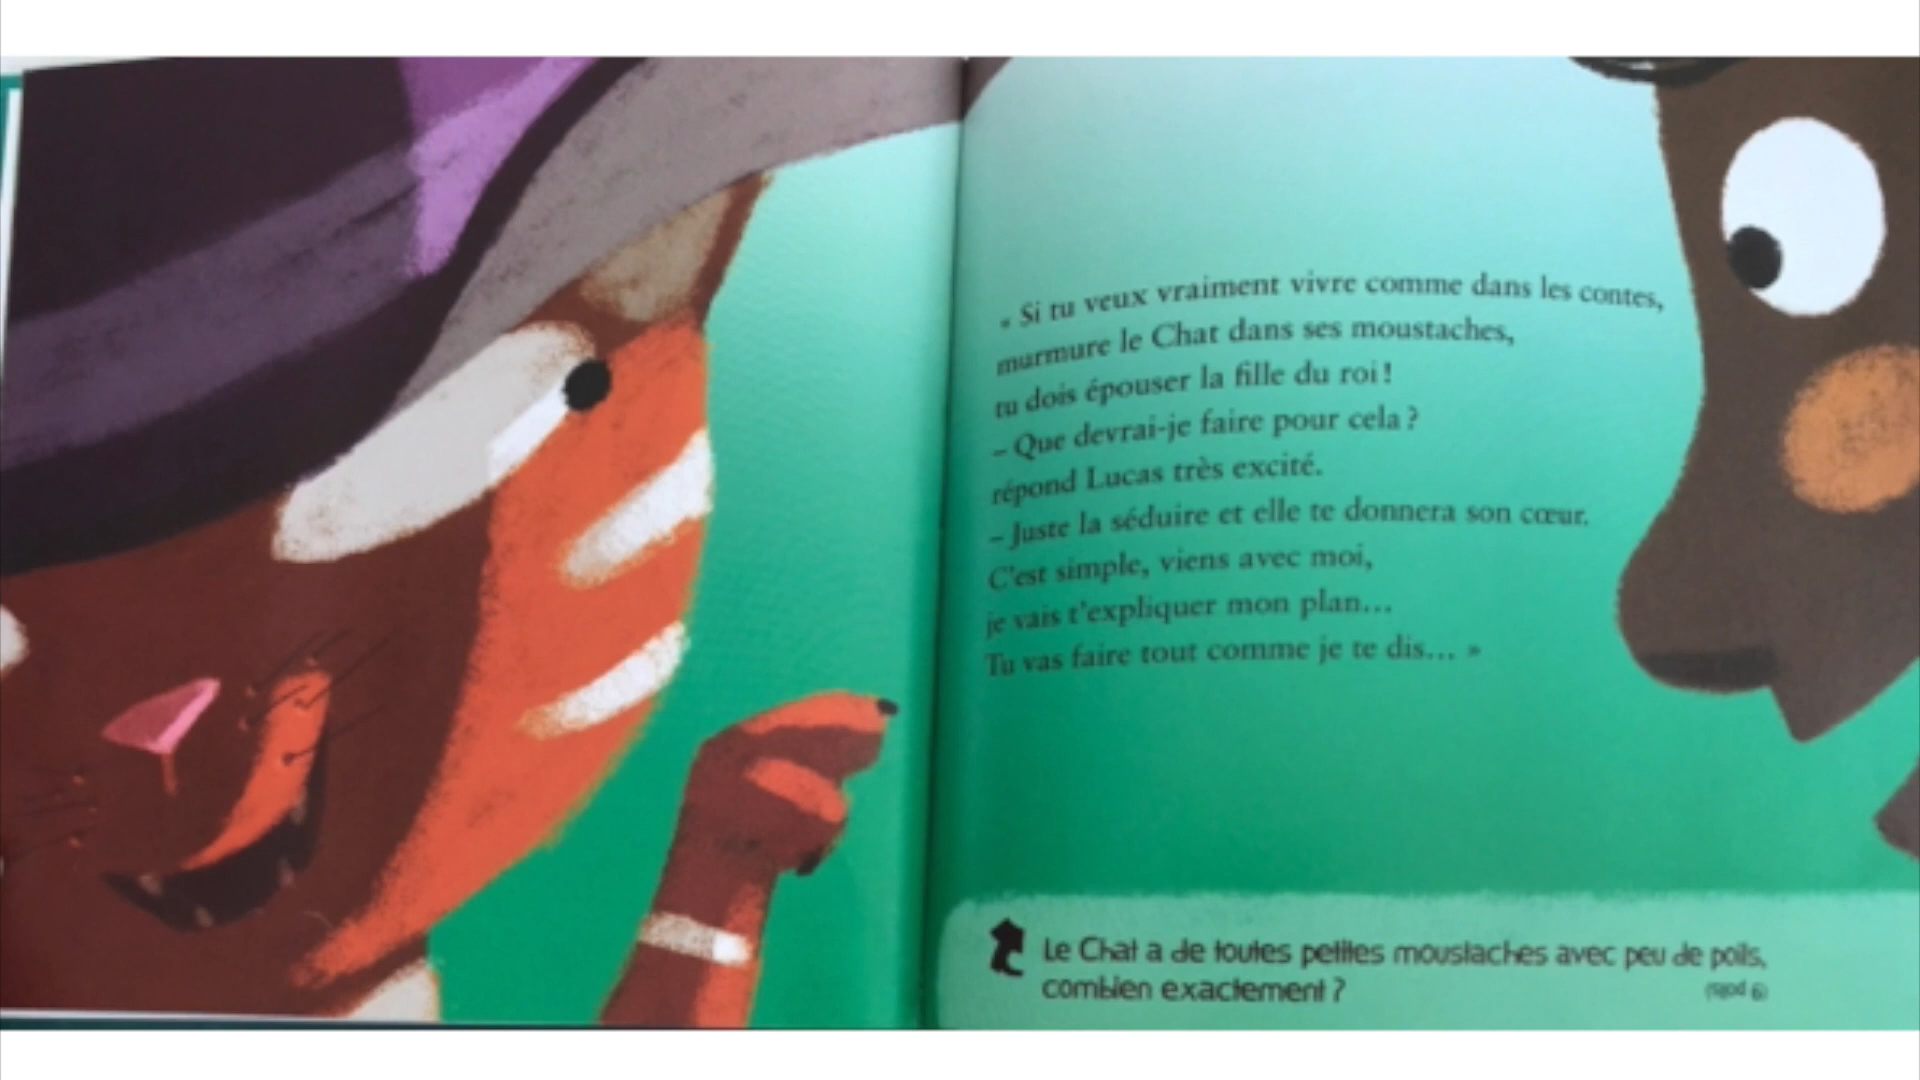 « Si tu veux vraiment vivre comme dans les contes,
murmure le Chat dans ses moustaches,
tu dois épouser la fille du roi !
– Que devrai-je faire pour cela ?
répond Lucas très excité.
– Juste la séduire et elle te donnera son cœur.
C'est simple, viens avec moi,
je vais t'expliquer mon plan...
Tu vas faire tout comme je te dis... »
Le Chat a de toutes petites moustaches avec peu de poils,
combien exactement ?